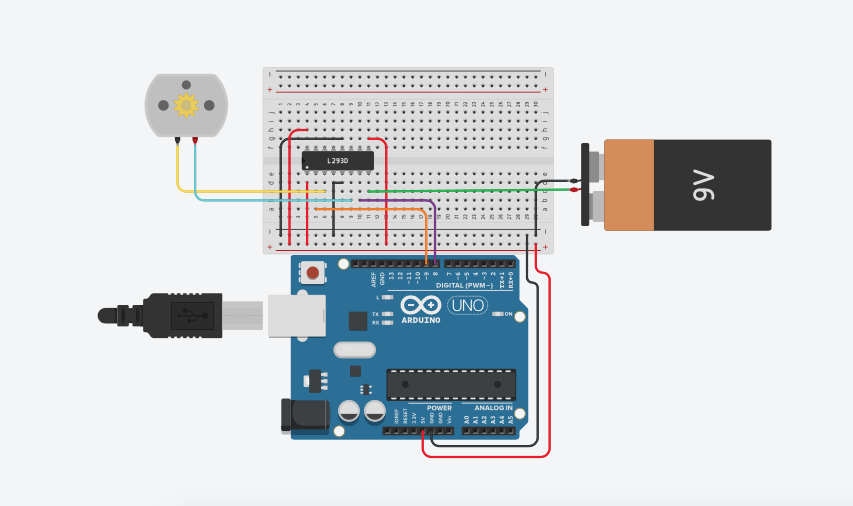 L293D
9V
AREF
GND
13
12
~11
~10
~9
8
7
~6
~5
4
~3
2
TX→1
RX←0
DIGITAL (PWM~)
L
TX
RX
ARDUINO
UNO
ON
IOREF
RESET
3.3V
5V
GND
GND
Vin
POWER
ANALOG IN
A0
A1
A2
A3
A4
A5